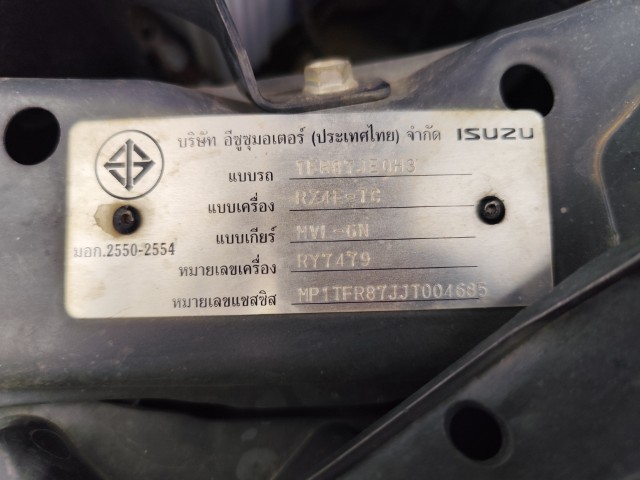 บริษัท อีซูซุมอเตอร์ (ประเทศไทย) จำกัด ISUZU
แบบรถ
แบบเครื่อง
แบบเกียร์ MVL-6N
มอก.2550-2554
หมายเลขเครื่อง RY7479
หมายเลขแชสซิส MP1TFR87JJT004685